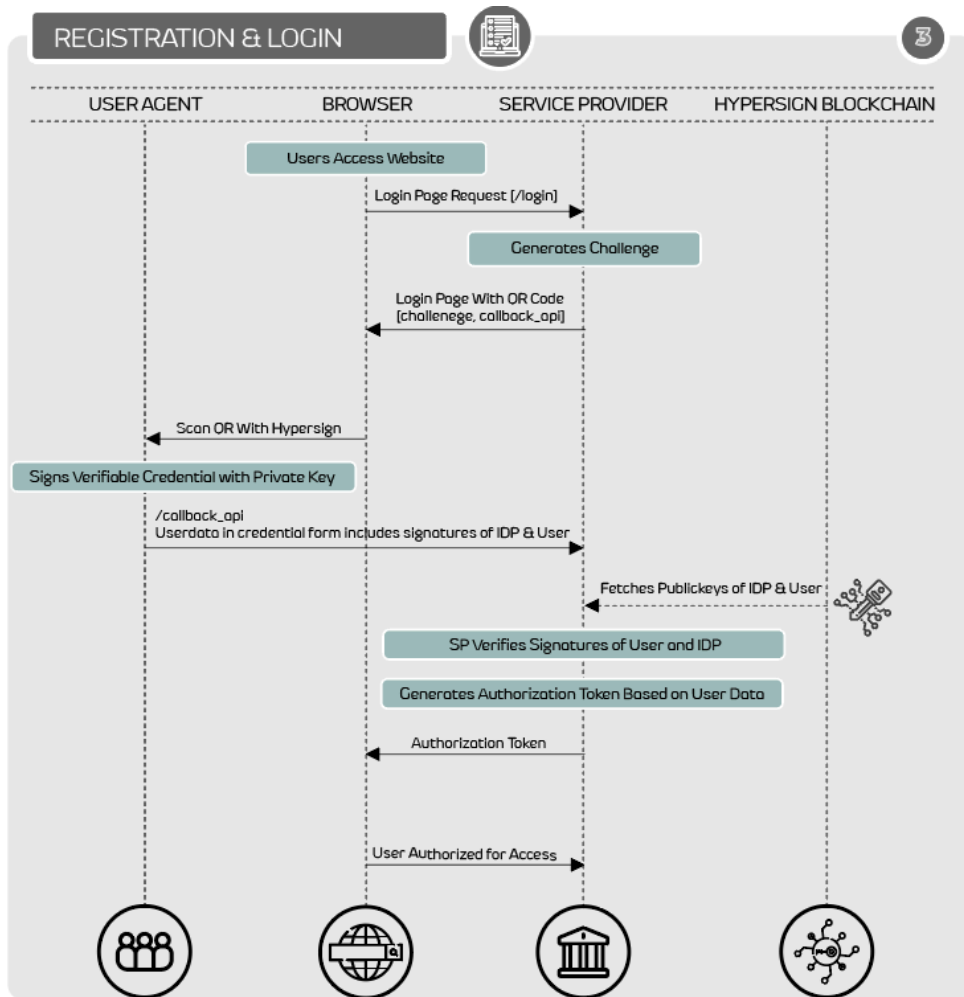 REGISTRATION & LOGIN
3
USER AGENT
BROWSER
SERVICE PROVIDER
HYPERSIGN BLOCKCHAIN
Users Access Website
Login Page Request [/login]
Generates Challenge
Login Page With QR Code
[challenege, callback_api]
Scan QR With Hypersign
Signs Verifiable Credential with Private Key
/callback_api
Userdata in credential form includes signatures of IDP & User
Fetches Publickeys of IDP & User
SP Verifies Signatures of User and IDP
Generates Authorization Token Based on User Data
Authorization Token
User Authorized for Access